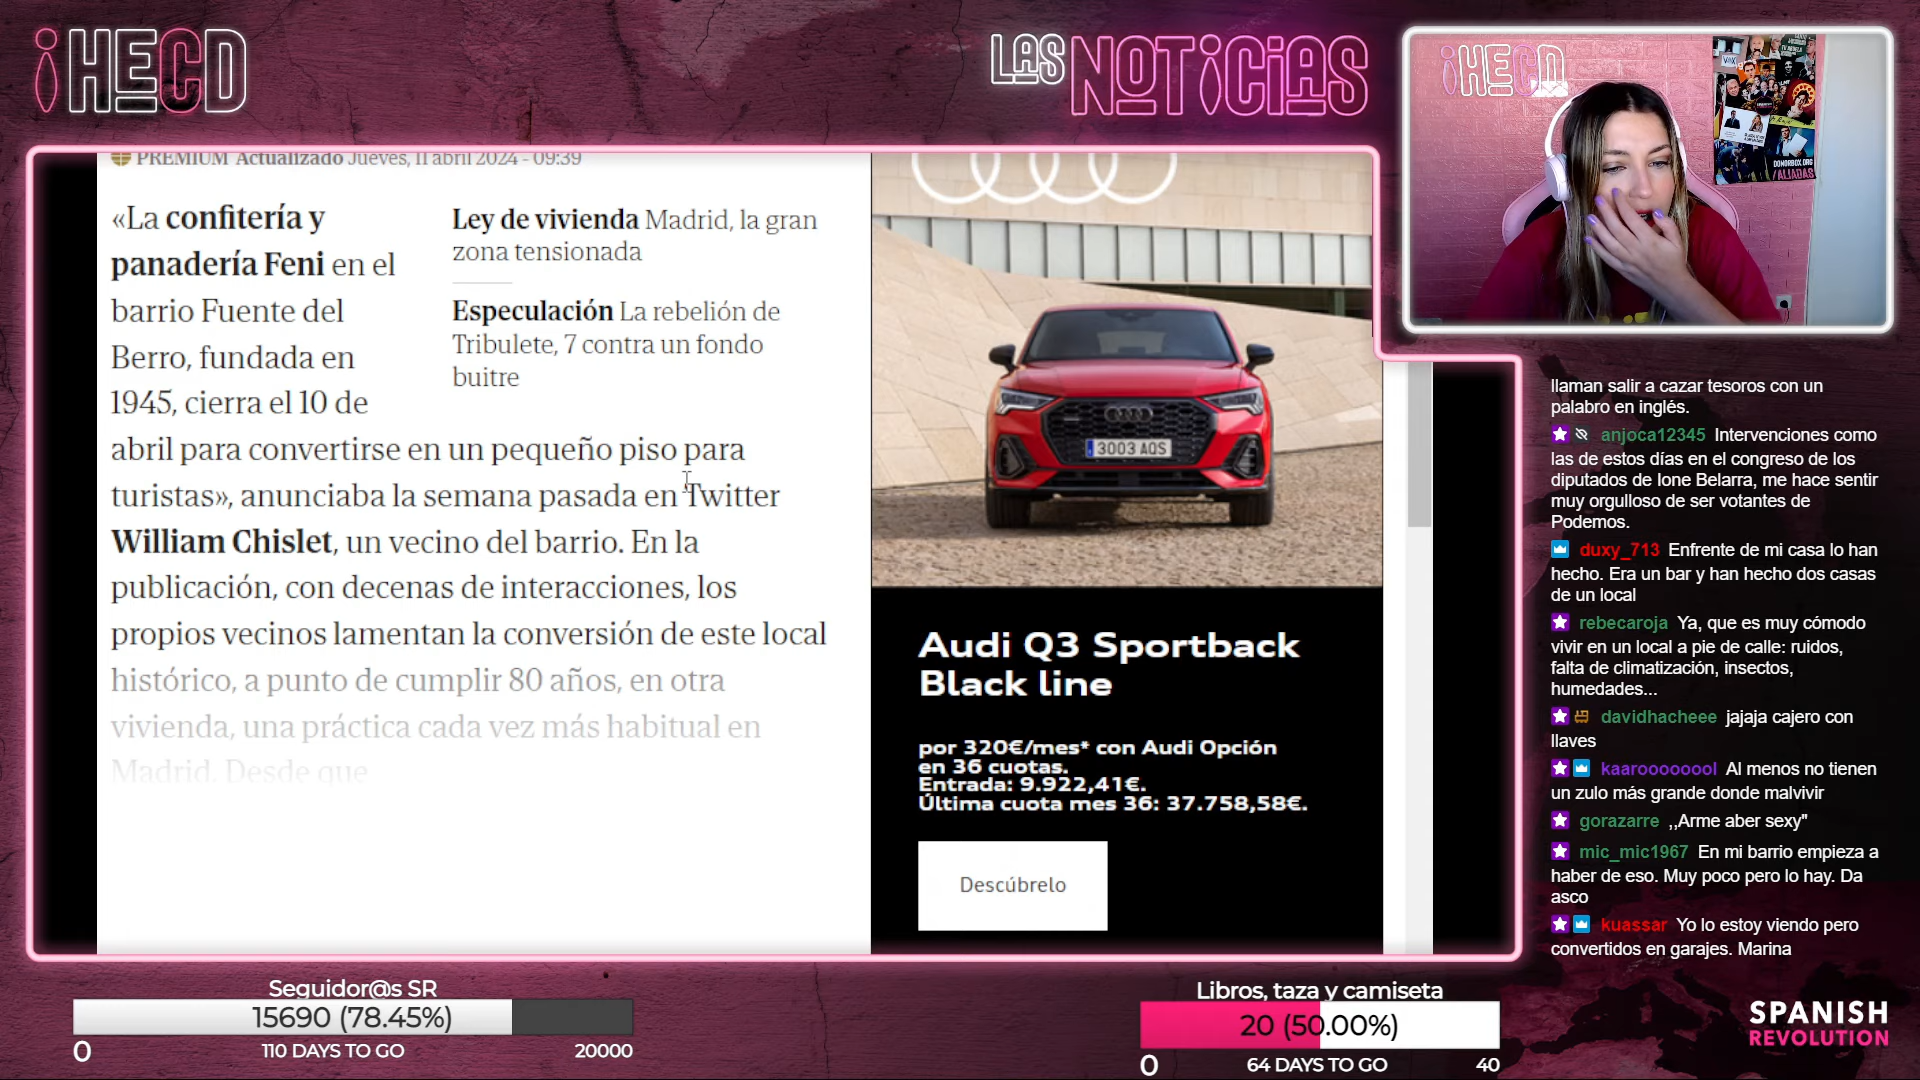 ¡HECD
LAS NOTICIAS
¡HECD
VOX
DONORBOX.ORG
/ALIADAS
PREMIUM Actualizado Jueves, 11 abril 2024 - 09:39
«La confitería y
panadería Feni en el
barrio Fuente del
Berro, fundada en
1945, cierra el 10 de
abril para convertirse en un pequeño piso para
turistas», anunciaba la semana pasada en Twitter
William Chislet, un vecino del barrio. En la
publicación, con decenas de interacciones, los
propios vecinos lamentan la conversión de este local
histórico, a punto de cumplir 80 años, en otra
vivienda, una práctica cada vez más habitual en
Madrid. Desde que
Ley de vivienda Madrid, la gran
zona tensionada
Especulación La rebelión de
Tribulete, 7 contra un fondo
buitre
3003 AQS
Audi Q3 Sportback
Black line
por 320€/mes* con Audi Opción
en 36 cuotas.
Entrada: 9.922,41€.
Última cuota mes 36: 37.758,58€.
Descúbrelo
llaman salir a cazar tesoros con un
palabro en inglés.
anjoca12345 Intervenciones como
las de estos días en el congreso de los
diputados de Ione Belarra, me hace sentir
muy orgulloso de ser votantes de
Podemos.
duxy_713 Enfrente de mi casa lo han
hecho. Era un bar y han hecho dos casas
de un local
rebecaroja Ya, que es muy cómodo
vivir en un local a pie de calle: ruidos,
falta de climatización, insectos,
humedades...
davidhacheee jajaja cajero con
llaves
kaarooooool Al menos no tienen
un zulo más grande donde malvivir
gorazarre ,,Arme aber sexy"
mic_mic1967 En mi barrio empieza a
haber de eso. Muy poco pero lo hay. Da
asco
kuassar Yo lo estoy viendo pero
convertidos en garajes. Marina
Seguidor@s SR
15690 (78.45%)
0 110 DAYS TO GO 20000
Libros, taza y camiseta
20 (50.00%)
0 64 DAYS TO GO 40
SPANISH
REVOLUTION